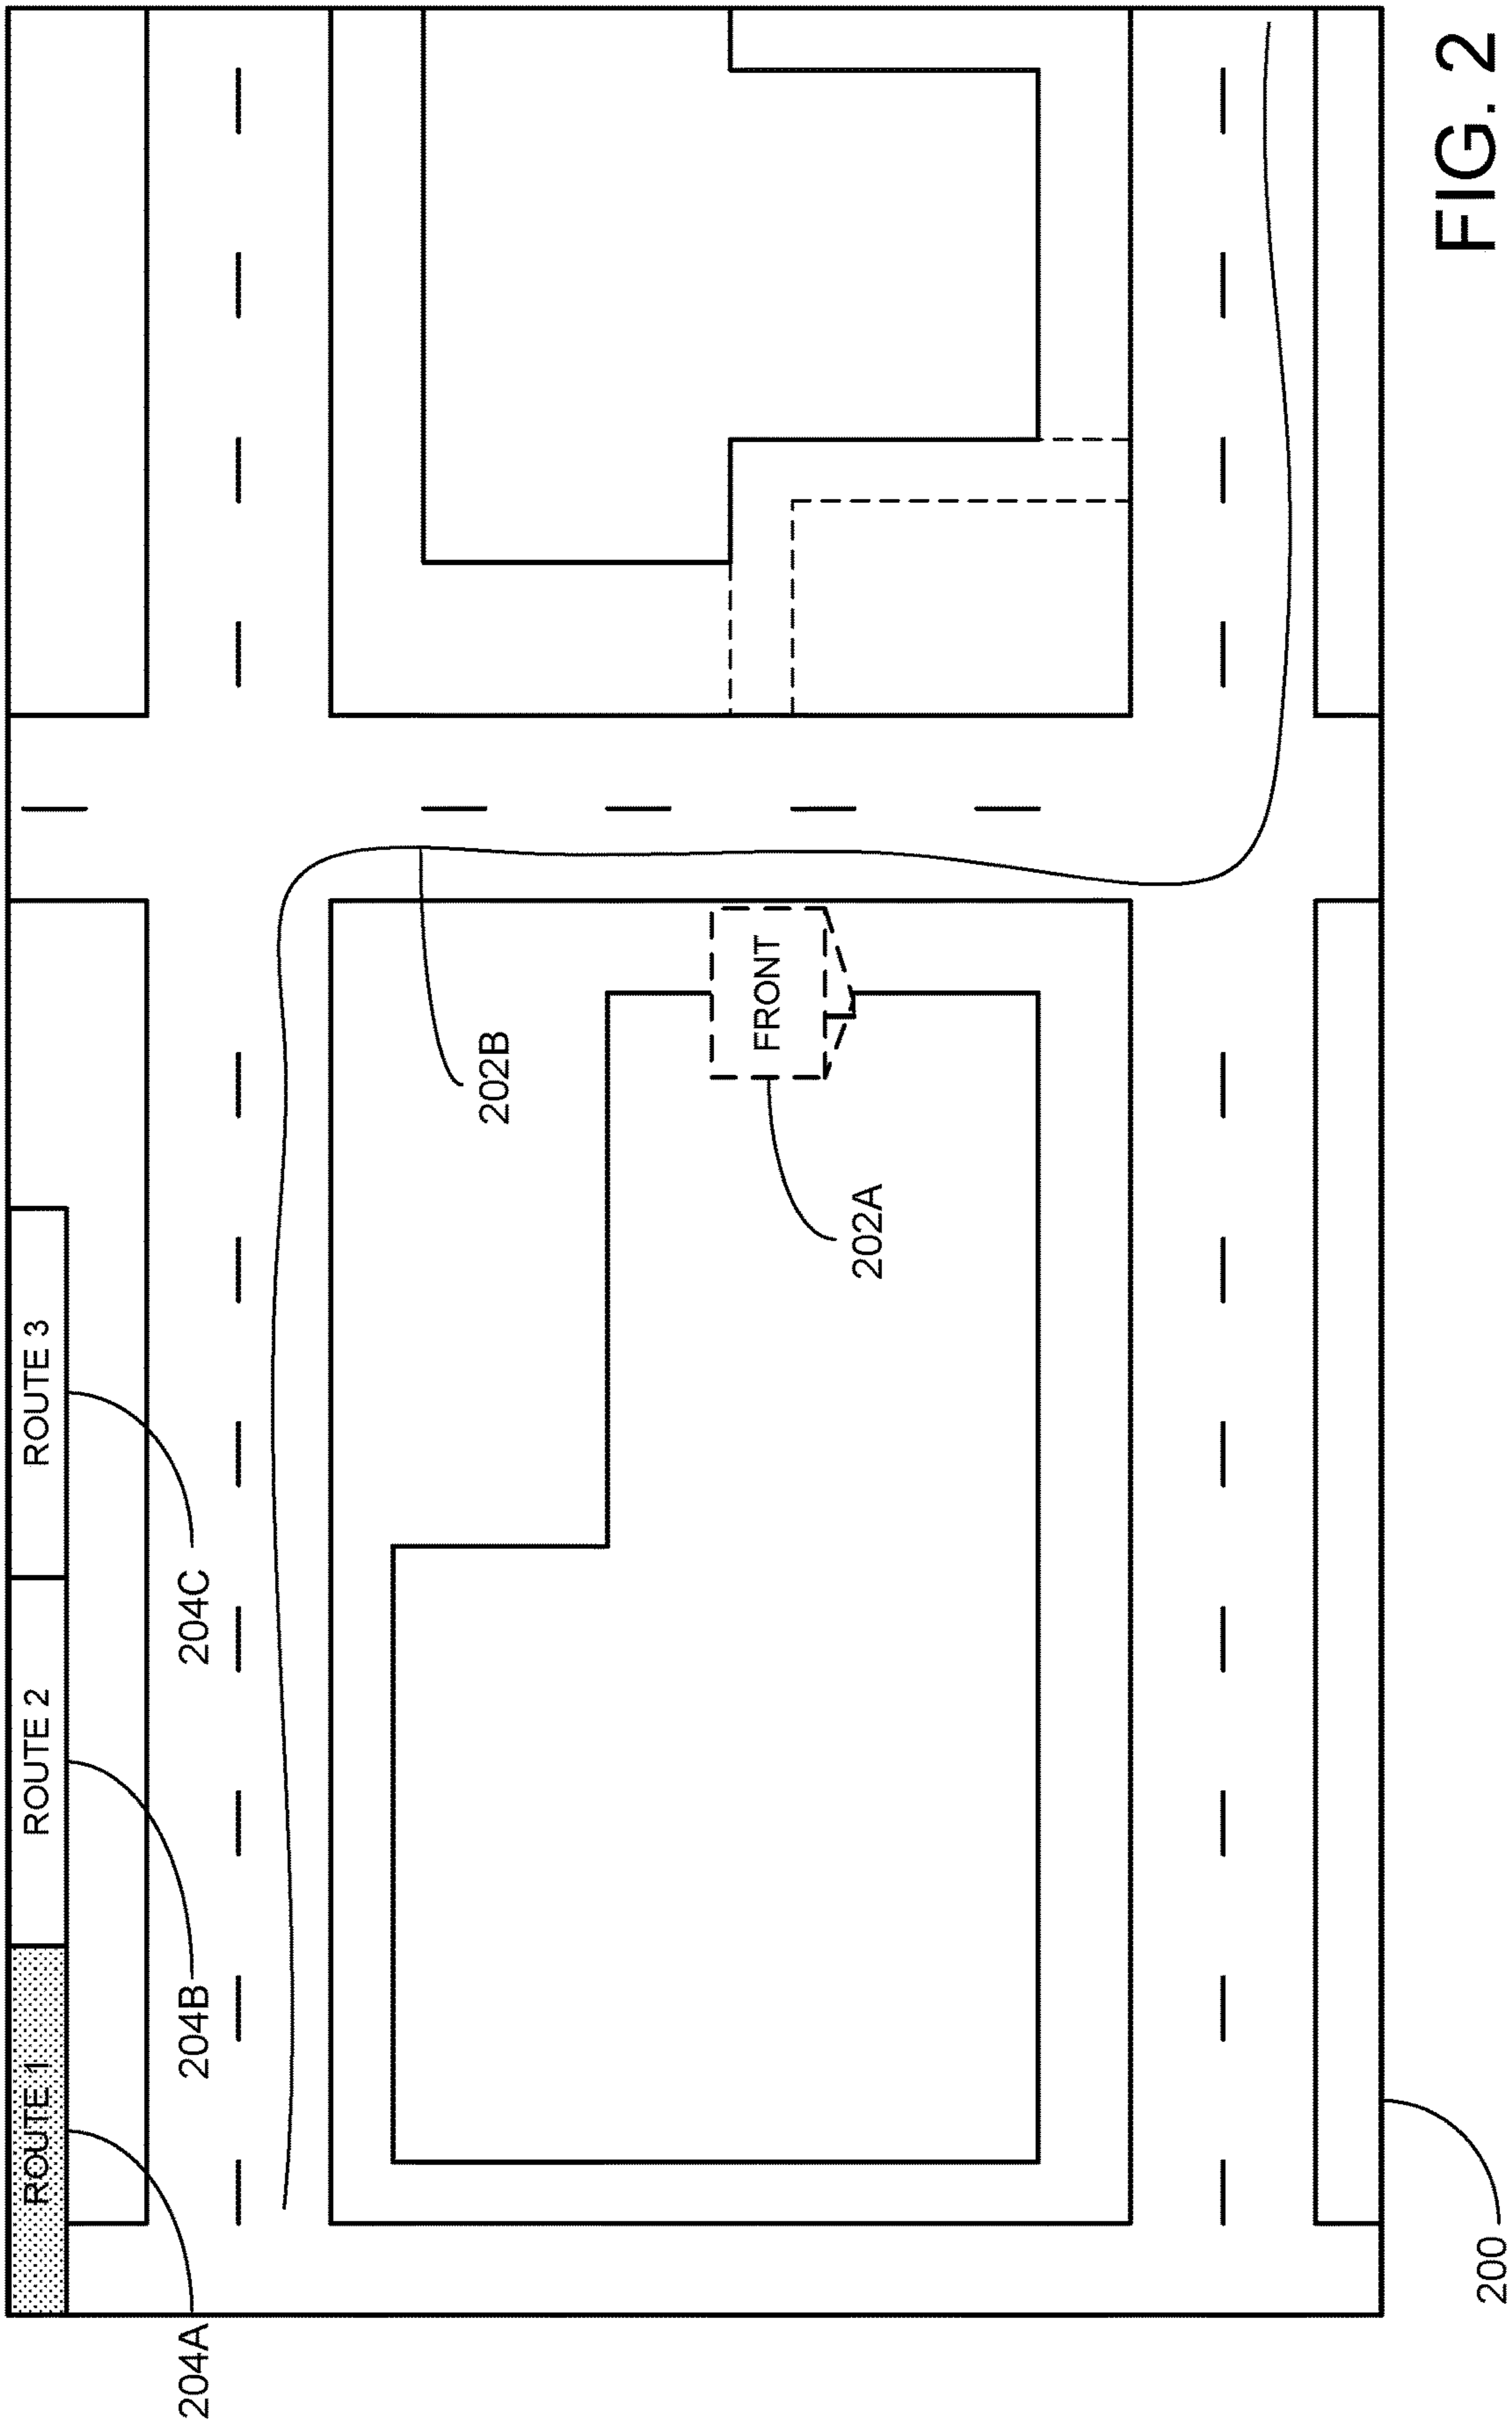 204A
204B
204C
ROUTE 1
ROUTE 2
ROUTE 3
202B
FRONT
202A
200
FIG. 2